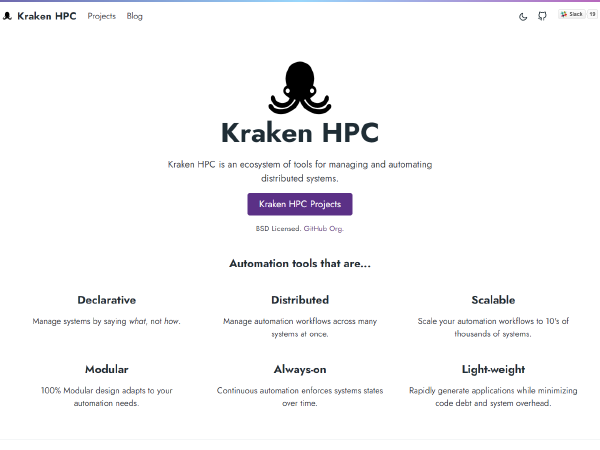 Kraken HPC Projects Blog
Slack 19
Kraken HPC
Kraken HPC is an ecosystem of tools for managing and automating
distributed systems.
Kraken HPC Projects
BSD Licensed. GitHub Org.
Automation tools that are...
Declarative
Manage systems by saying what, not how.
Distributed
Manage automation workflows across many
systems at once.
Scalable
Scale your automation workflows to 10's of
thousands of systems.
Modular
100% Modular design adapts to your
automation needs.
Always-on
Continuous automation enforces systems states
over time.
Light-weight
Rapidly generate applications while minimizing
code debt and system overhead.